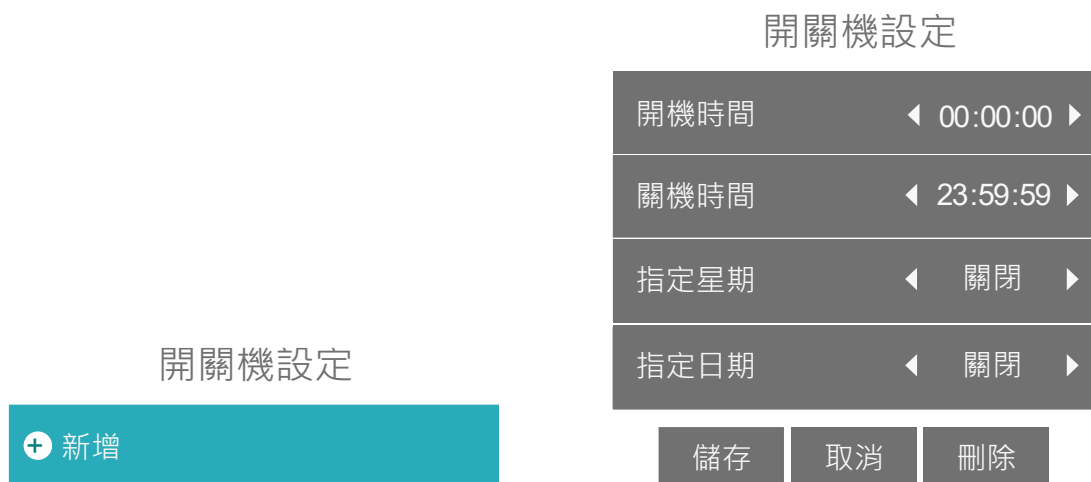 開關機設定
新增
開關機設定
開機時間 00:00:00
關機時間 23:59:59
指定星期 關閉
指定日期 關閉
儲存 取消 刪除